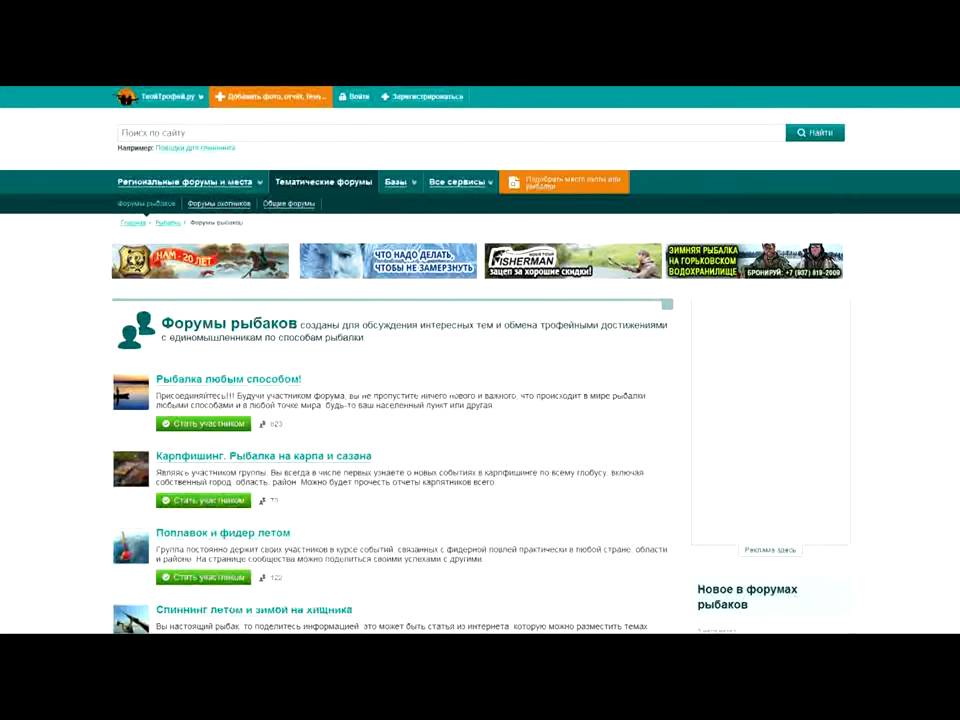 ТвойТрофей.ру
Добавить фото, отчёт, тему...
Войти
Зарегистрироваться
Поиск по сайту
Найти
Например: Поводки для спиннинга
Региональные форумы и места
Тематические форумы
Базы
Все сервисы
Подобрать место охоты или рыбалки
Форумы рыбаков
Форумы охотников
Общие форумы
Главная
Рыбалка / Форумы рыбаков
НАМ - 20 ЛЕТ
ЧТО НАДО ДЕЛАТЬ,
ЧТОБЫ НЕ ЗАМЕРЗНУТЬ
FISHERMAN
зацеп за хорошие скидки!
ЗИМНЯЯ РЫБАЛКА
НА ГОРЬКОВСКОМ
ВОДОХРАНИЛИЩЕ
БРОНИРУЙ: +7 (937) 819-2009
Форумы рыбаков созданы для обсуждения интересных тем и обмена трофейными достижениями
с единомышленникам по способам рыбалки
Рыбалка любым способом!
Присоединяйтесь!!! Будучи участником форума, вы не пропустите ничего нового и важного, что происходит в мире рыбалки
любыми способами и в любой точке мира, будь-то ваш населенный пункт или другая
Стать участником
623
Карпфишинг. Рыбалка на карпа и сазана
Являясь участником группы, Вы всегда в числе первых узнаете о новых событиях в карпфишинге по всему глобусу, включая
собственный город, область, район. Можно будет прочесть отчеты карпятников всего
Стать участником
Поплавок и фидер летом
Группа постоянно держит своих участников в курсе событий, связанных с фидерной ловлей практически в любой стране, области
и районы. На странице сообщества можно поделиться своими успехами с другими.
Стать участником
122
Спиннинг летом и зимой на хищника
Вы настоящий рыбак, то поделитесь информацией, это может быть статья из интернета, которую можно разместить темах
Реклама здесь
Новое в форумах
рыбаков